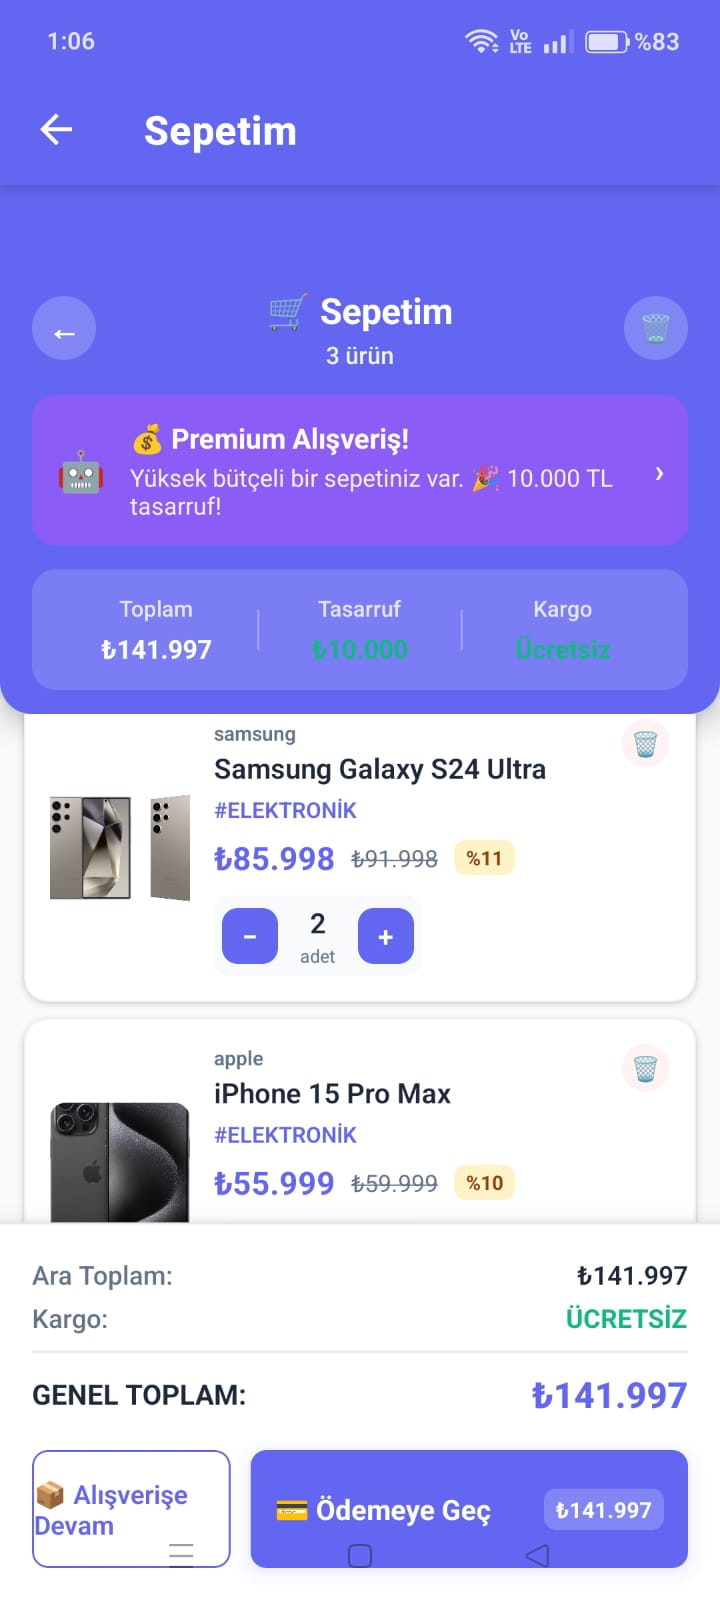 1:06
Vo LTE
%83
Sepetim
Sepetim
3 ürün
Premium Alışveriş!
Yüksek bütçeli bir sepetiniz var. 🎉 10.000 TL
tasarruf!
Toplam Tasarruf Kargo
₺141.997 ₺10.000 Ücretsiz
samsung
Samsung Galaxy S24 Ultra
#ELEKTRONİK
₺85.998 ₺91.998 %11
- 2 +
adet
apple
iPhone 15 Pro Max
#ELEKTRONİK
₺55.999 ₺59.999 %10
Ara Toplam: ₺141.997
Kargo: ÜCRETSİZ
GENEL TOPLAM: ₺141.997
Alışverişe
Devam
Ödemeye Geç ₺141.997